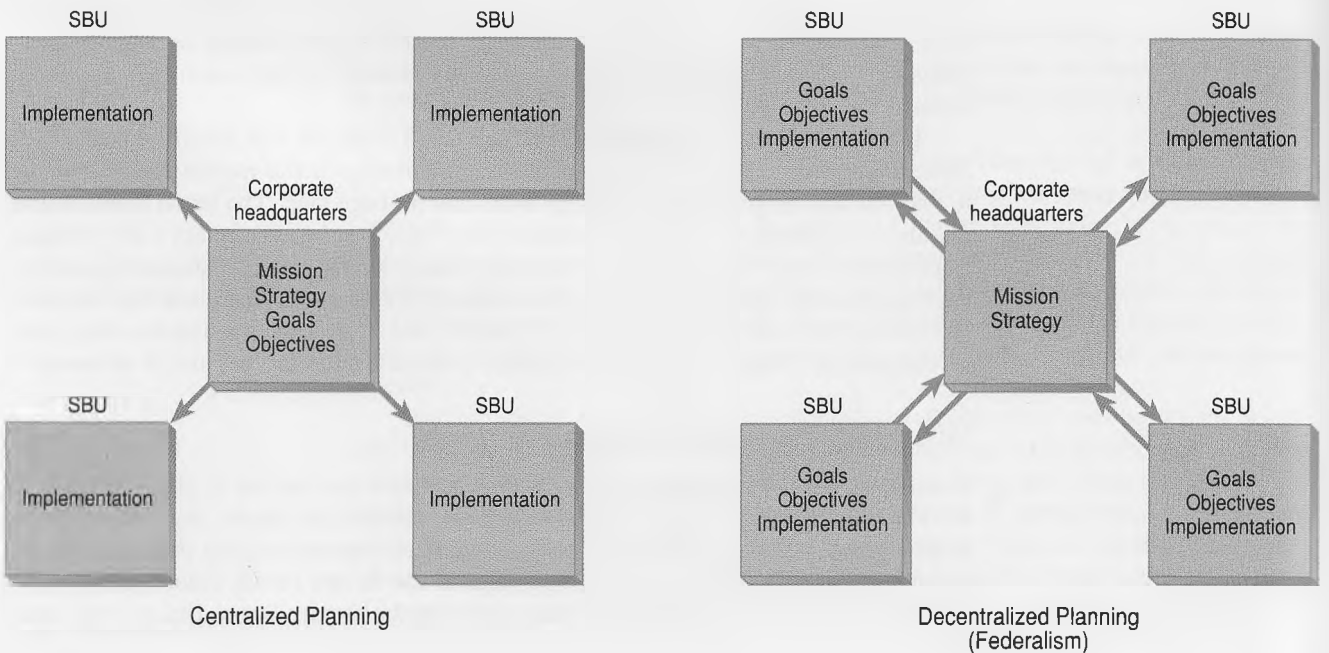 SBU
Implementation
SBU
Implementation
Corporate
headquarters
Mission
Strategy
Goals
Objectives
SBU
Implementation
SBU
Implementation
Centralized Planning
SBU
Goals
Objectives
Implementation
SBU
Goals
Objectives
Implementation
Corporate
headquarters
Mission
Strategy
SBU
Goals
Objectives
Implementation
SBU
Goals
Objectives
Implementation
Decentralized Planning
(Federalism)